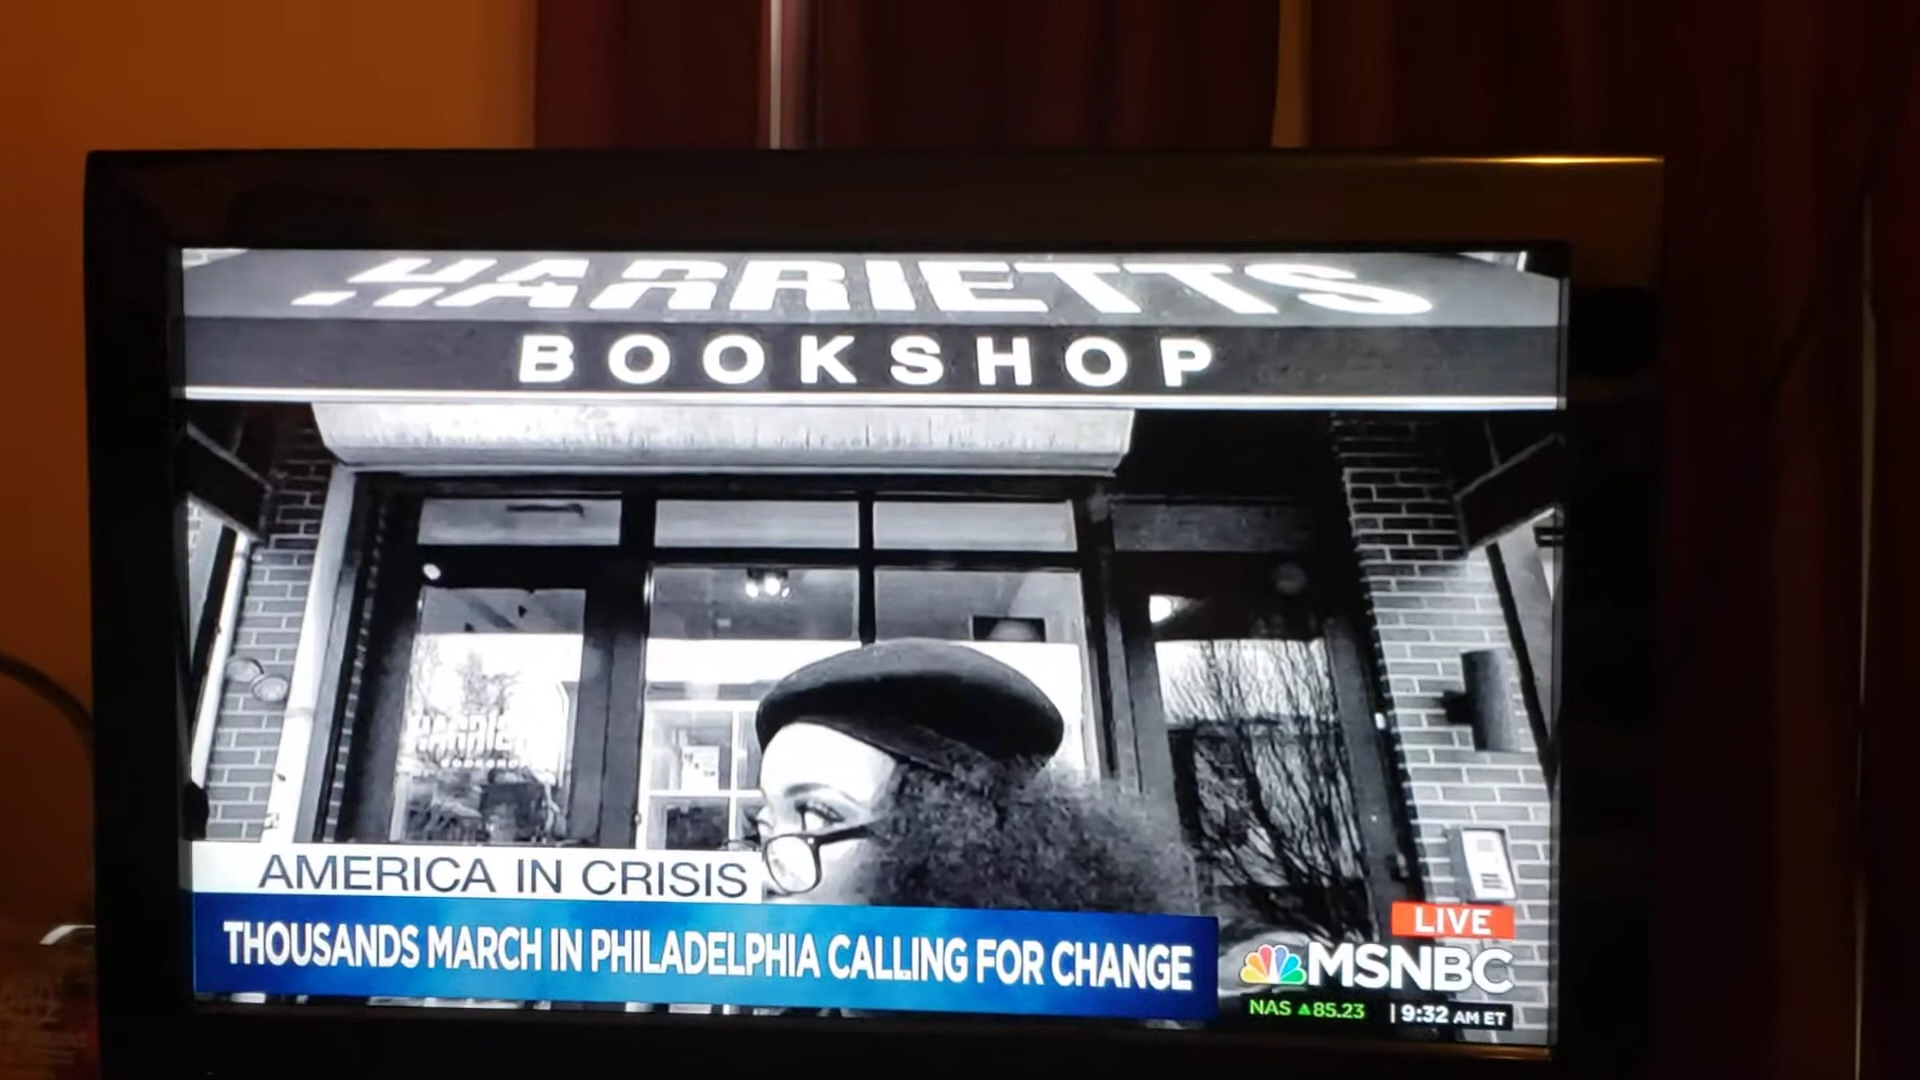 HARRIETTS
BOOKSHOP
AMERICA IN CRISIS
THOUSANDS MARCH IN PHILADELPHIA CALLING FOR CHANGE
LIVE
MSNBC
NAS ▲85.23 | 9:32 AM ET